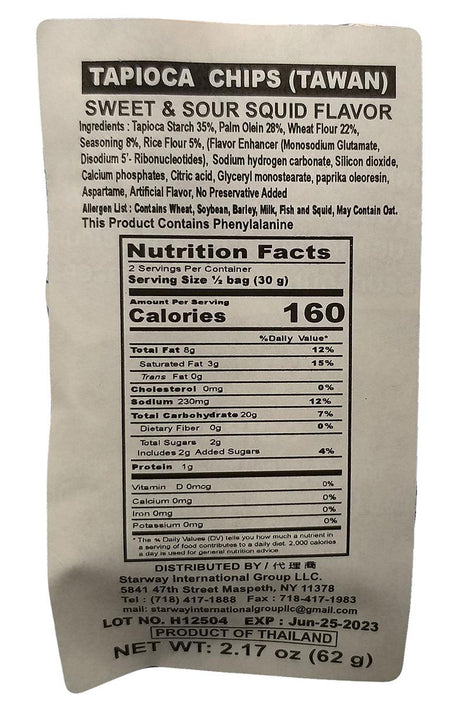 TAPIOCA CHIPS (TAWAN)
SWEET & SOUR SQUID FLAVOR
Ingredients : Tapioca Starch 35%, Palm Olein 28%, Wheat Flour 22%,
Seasoning 8%, Rice Flour 5%, (Flavor Enhancer (Monosodium Glutamate,
Disodium 5'- Ribonucleotides), Sodium hydrogen carbonate, Silicon dioxide,
Calcium phosphates, Citric acid, Glyceryl monostearate, paprika oleoresin,
Aspartame, Artificial Flavor, No Preservative Added
Allergen List : Contains Wheat, Soybean, Barley, Milk, Fish and Squid, May Contain Oat.
This Product Contains Phenylalanine
Nutrition Facts
2 Servings Per Container
Serving Size ½ bag (30 g)
Amount Per Serving
Calories 160
%Daily Value*
Total Fat 8g 12%
Saturated Fat 3g 15%
Trans Fat 0g
Cholesterol 0mg 0%
Sodium 230mg 12%
Total Carbohydrate 20g 7%
Dietary Fiber 0g 0%
Total Sugars 2g
Includes 2g Added Sugars 4%
Protein 1g
Vitamin D 0mcg 0%
Calcium 0mg 0%
Iron 0mg 0%
Potassium 0mg 0%
* The % Daily Values (DV) tells you how much a nutrient in
a serving of food contributes to a daily diet. 2,000 calories
a day is used for general nutrition advice
DISTRIBUTED BY / 代理商
Starway International Group LLC.
5841 47th Street Maspeth, NY 11378
Tel : (718) 417-1888 Fax : 718-417-1983
mail: starwayinternationalgroupllc@gmail.com
LOT NO. H12504 EXP : Jun-25-2023
PRODUCT OF THAILAND
NET WT: 2.17 oz (62 g)